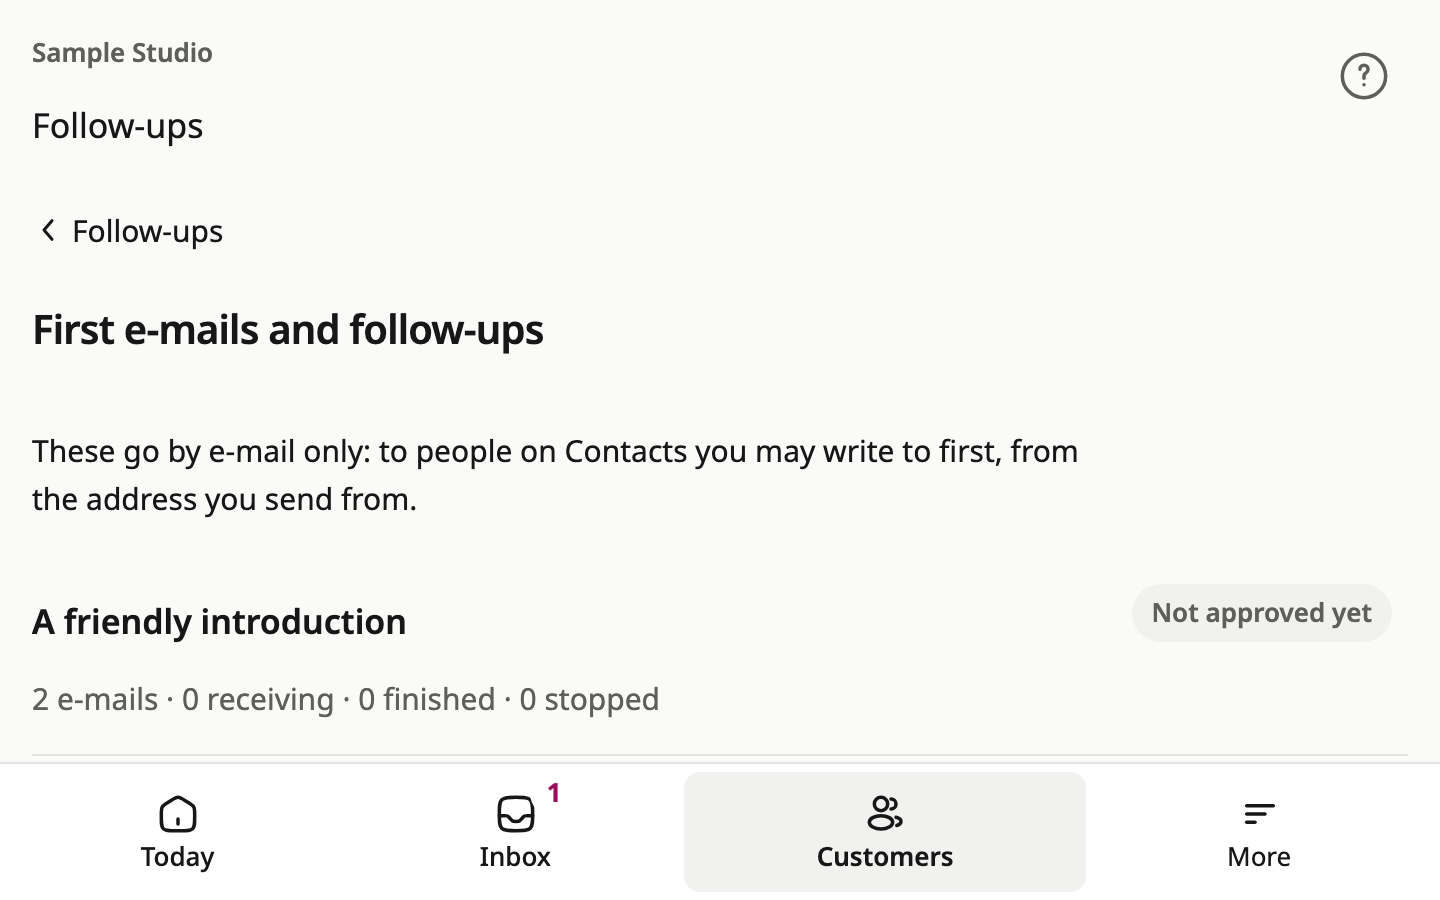 Sample Studio
?
Follow-ups
Follow-ups
First e-mails and follow-ups
These go by e-mail only: to people on Contacts you may write to first, from
the address you send from.
A friendly introduction
Not approved yet
2 e-mails · 0 receiving · 0 finished · 0 stopped
1
Today
Inbox
Customers
More